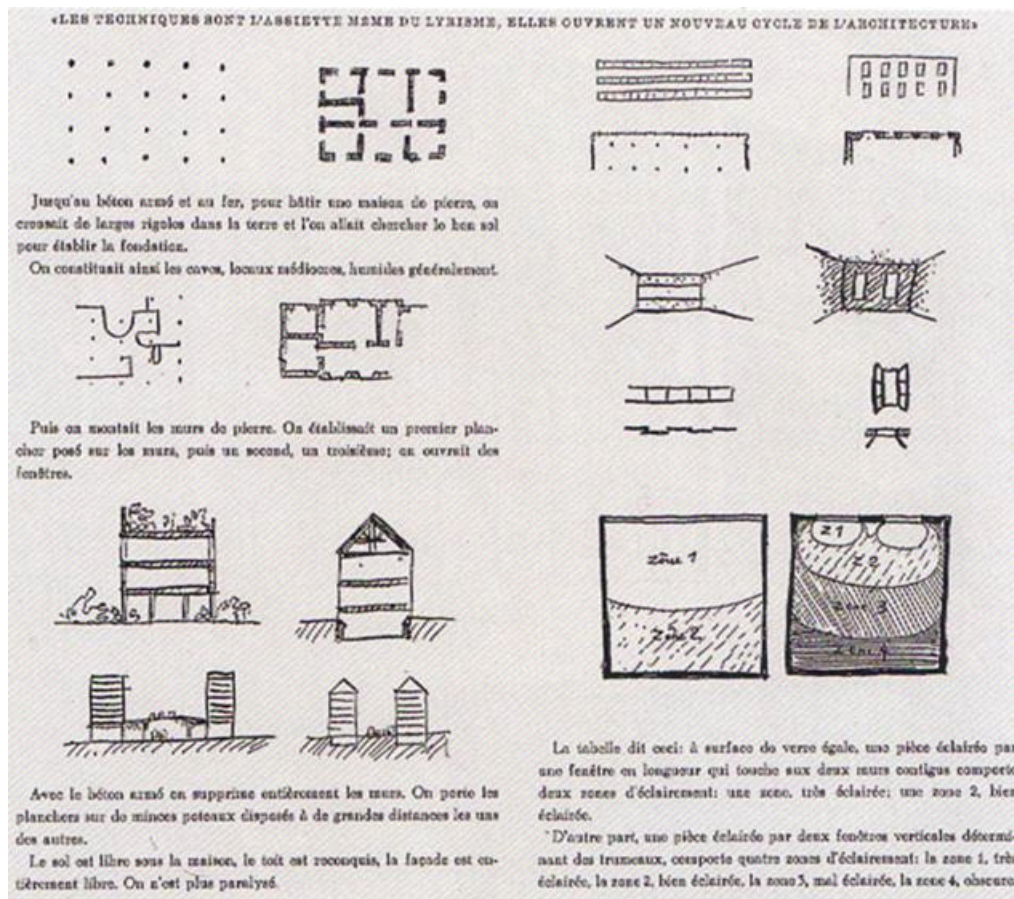 «LES TECHNIQUES SONT L'ASSIETTE MÊME DU LYRISME, ELLES OUVRENT UN NOUVEAU CYCLE DE L'ARCHITECTURE»
Jusqu'au béton armé et au fer, pour bâtir une maison de pierre, on
creusait de larges rigoles dans la terre et l'on allait chercher le bon sol
pour établir la fondation.
On constituait ainsi les caves, locaux médiocres, humides généralement.
Puis on montait les murs de pierre. On établissait un premier plan-
cher posé sur les murs, puis un second, un troisième; on ouvrait des
fenêtres.
Avec le béton armé on supprime entièrement les murs. On porte les
planchers sur de minces poteaux disposés à de grandes distances les uns
des autres.
Le sol est libre sous la maison, le toit est reconquis, la façade est en-
tièrement libre. On n'est plus paralysé.
zône 1
zône 2
Z1
Z2
Zône 3
Zone 4
La tabelle dit ceci: à surface de verre égale, une pièce éclairée par
une fenêtre en longueur qui touche aux deux murs contigus comporte
deux zones d'éclairement: une zone, très éclairée; une zone 2, bien
éclairée.
D'autre part, une pièce éclairée par deux fenêtres verticales détermi-
nant des trumeaux, comporte quatre zones d'éclairement: la zone 1, très
éclairée, la zone 2, bien éclairée, la zone 3, mal éclairée, la zone 4, obscure.